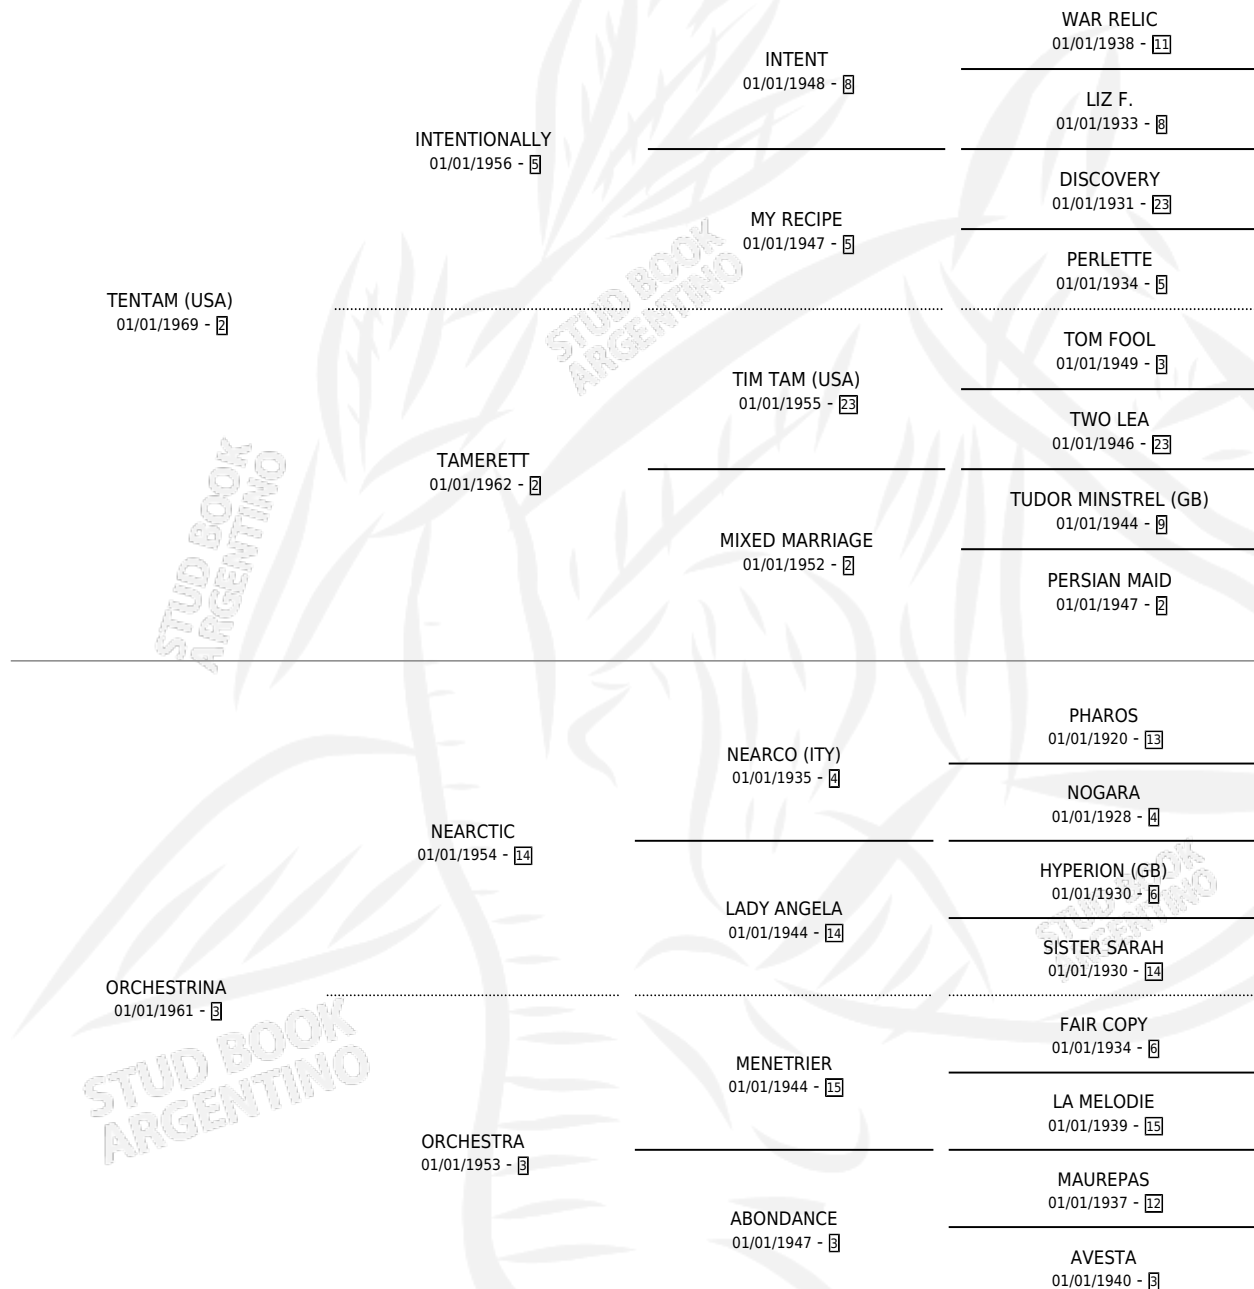 WAR RELIC
01/01/1938 - 11
INTENT
01/01/1948 - 8
LIZ F.
01/01/1933 - 8
INTENTIONALLY
01/01/1956 - 5
DISCOVERY
01/01/1931 - 23
MY RECIPE
01/01/1947 - 5
PERLETTE
01/01/1934 - 5
TENTAM (USA)
01/01/1969 - 2
TOM FOOL
01/01/1949 - 3
TIM TAM (USA)
01/01/1955 - 23
TWO LEA
01/01/1946 - 23
TAMERETT
01/01/1962 - 2
TUDOR MINSTREL (GB)
01/01/1944 - 9
MIXED MARRIAGE
01/01/1952 - 2
PERSIAN MAID
01/01/1947 - 2
PHAROS
01/01/1920 - 13
NEARCO (ITY)
01/01/1935 - 4
NOGARA
01/01/1928 - 4
NEARCTIC
01/01/1954 - 14
HYPERION (GB)
01/01/1930 - 6
LADY ANGELA
01/01/1944 - 14
SISTER SARAH
01/01/1930 - 14
ORCHESTRINA
01/01/1961 - 3
FAIR COPY
01/01/1934 - 6
MENETRIER
01/01/1944 - 15
LA MELODIE
01/01/1939 - 15
ORCHESTRA
01/01/1953 - 3
MAUREPAS
01/01/1937 - 12
ABONDANCE
01/01/1947 - 3
AVESTA
01/01/1940 - 3
STUD BOOK
ARGENTINO
STUD BOOK
ARGENTINO
STUD BOOK
ARGENTINO
STUD BOOK
ARGENTINO